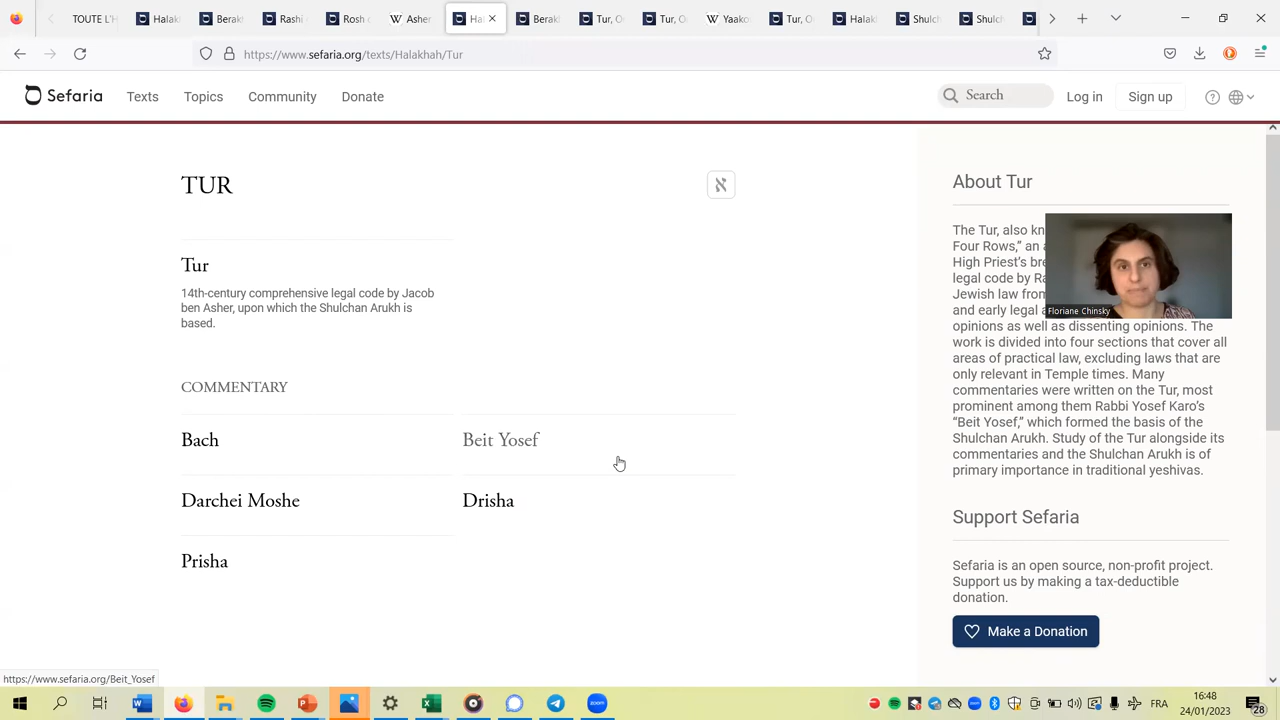 TOUTE L'H
Halakh
Berak
Rashi
Rosh
Asher
Hal
Berak
Tur, O
Tur, O
Yaako
Tur, O
Halak
Shulch
Shulch
https://www.sefaria.org/texts/Halakhah/Tur
Sefaria
Texts
Topics
Community
Donate
Search
Log in
Sign up
TUR
א
Tur
14th-century comprehensive legal code by Jacob
ben Asher, upon which the Shulchan Arukh is
based.
COMMENTARY
Bach
Beit Yosef
Darchei Moshe
Drisha
Prisha
About Tur
The Tur, also kn
Four Rows,” an a
High Priest’s bre
legal code by Ra
Jewish law from
and early legal a
opinions as well as dissenting opinions. The
work is divided into four sections that cover all
areas of practical law, excluding laws that are
only relevant in Temple times. Many
commentaries were written on the Tur, most
prominent among them Rabbi Yosef Karo’s
“Beit Yosef,” which formed the basis of the
Shulchan Arukh. Study of the Tur alongside its
commentaries and the Shulchan Arukh is of
primary importance in traditional yeshivas.
Floriane Chinsky
Support Sefaria
Sefaria is an open source, non-profit project.
Support us by making a tax-deductible
donation.
Make a Donation
https://www.sefaria.org/Beit_Yosef
zoom
FRA
16:48
24/01/2023
28